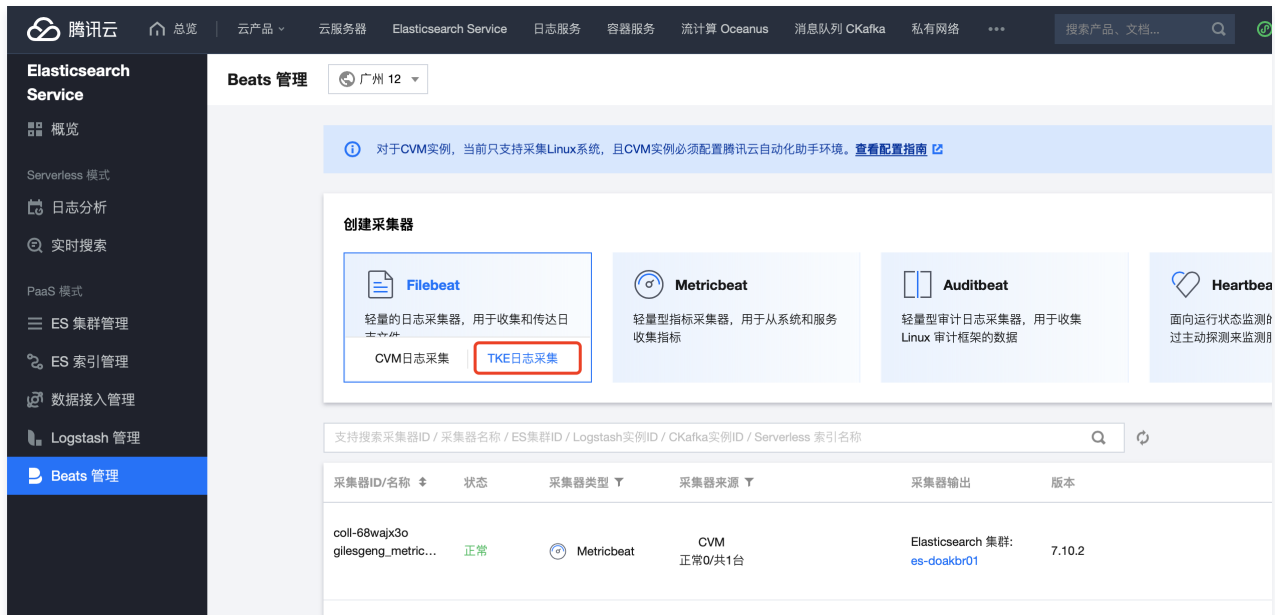 腾讯云 总览 云产品 云服务器 Elasticsearch Service 日志服务 容器服务 流计算 Oceanus 消息队列 CKafka 私有网络 ••• 搜索产品、文档...
Elasticsearch
Service
概览
Serverless 模式
日志分析
实时搜索
PaaS 模式
ES 集群管理
ES 索引管理
数据接入管理
Logstash 管理
Beats 管理
Beats 管理 广州 12
对于CVM实例，当前只支持采集Linux系统，且CVM实例必须配置腾讯云自动化助手环境。查看配置指南
创建采集器
Filebeat
轻量的日志采集器，用于收集和传达日
志文件
CVM日志采集 TKE日志采集
Metricbeat
轻量型指标采集器，用于从系统和服务
收集指标
Auditbeat
轻量型审计日志采集器，用于收集
Linux 审计框架的数据
Heartbea
面向运行状态监测的
过主动探测来监测服
支持搜索采集器ID / 采集器名称 / ES集群ID / Logstash实例ID / CKafka实例ID / Serverless 索引名称
采集器ID/名称 状态 采集器类型 采集器来源 采集器输出 版本
coll-68wajx3o
gilesgeng_metric...
正常
Metricbeat
CVM
正常0/共1台
Elasticsearch 集群:
es-doakbr01
7.10.2